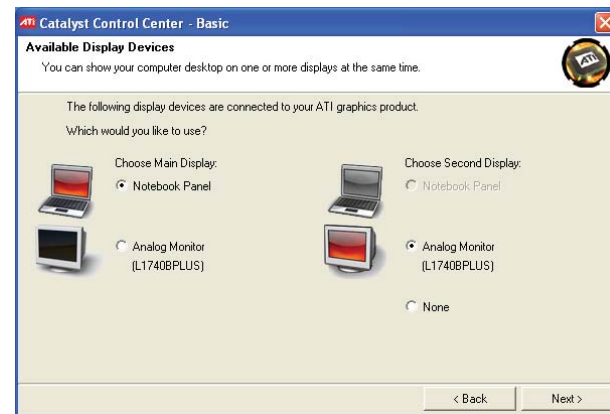 ATI Catalyst Control Center - Basic
Available Display Devices
You can show your computer desktop on one or more displays at the same time.
ATI
The following display devices are connected to your ATI graphics product.
Which would you like to use?
Choose Main Display:
Notebook Panel
Analog Monitor
(L1740BPLUS)
Choose Second Display:
Notebook Panel
Analog Monitor
(L1740BPLUS)
None
< Back
Next >